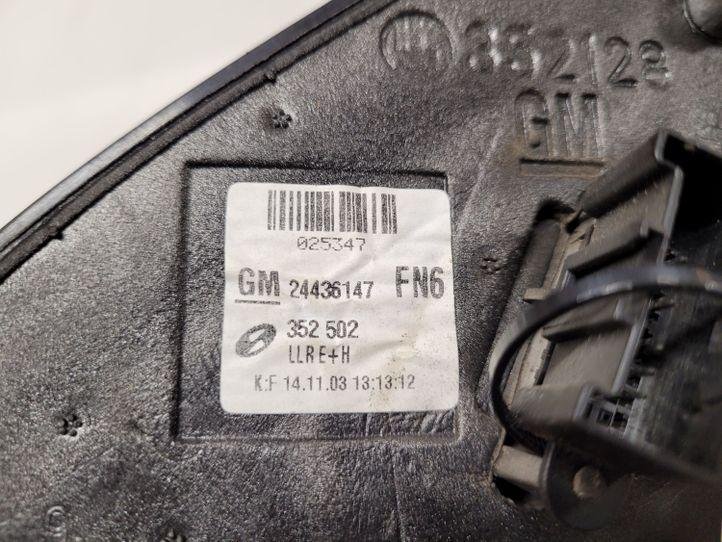 352128
GM
025347
GM 24436147 FN6
352 502
LLR E+H
K:F 14.11.03 13:13:12